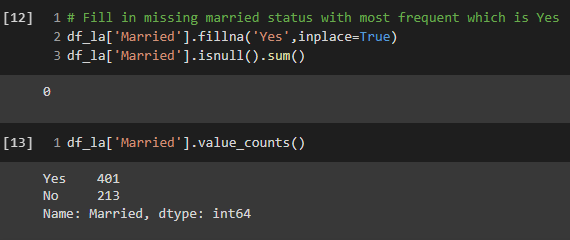 [12] 1 # Fill in missing married status with most frequent which is Yes
2 df_la['Married'].fillna('Yes',inplace=True)
3 df_la['Married'].isnull().sum()
0
[13] 1 df_la['Married'].value_counts()
Yes    401
No     213
Name: Married, dtype: int64